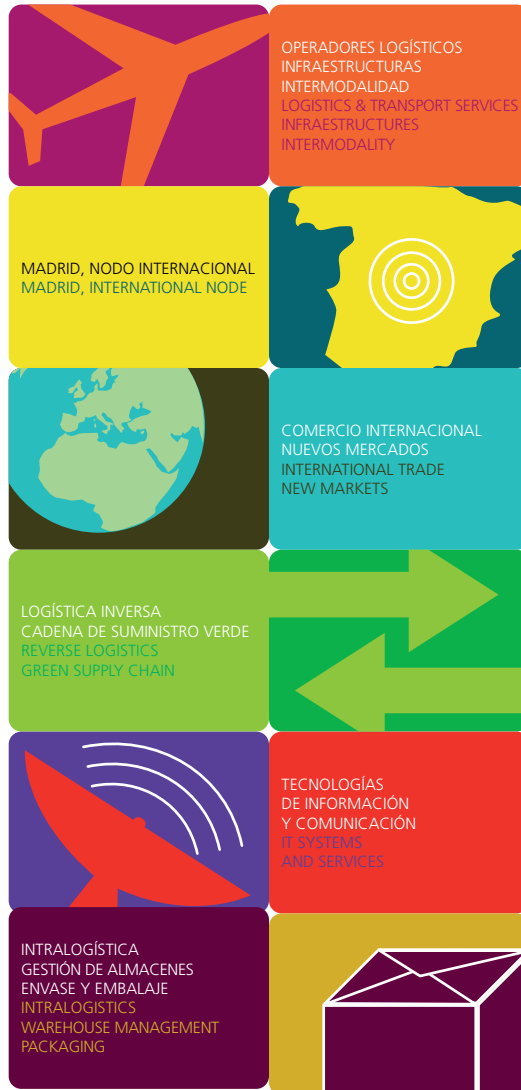 OPERADORES LOGÍSTICOS
INFRAESTRUCTURAS
INTERMODALIDAD
LOGISTICS & TRANSPORT SERVICES
INFRAESTRUCTURES
INTERMODALITY
MADRID, NODO INTERNACIONAL
MADRID, INTERNATIONAL NODE
COMERCIO INTERNACIONAL
NUEVOS MERCADOS
INTERNATIONAL TRADE
NEW MARKETS
LOGÍSTICA INVERSA
CADENA DE SUMINISTRO VERDE
REVERSE LOGISTICS
GREEN SUPPLY CHAIN
TECNOLOGÍAS
DE INFORMACIÓN
Y COMUNICACIÓN
IT SYSTEMS
AND SERVICES
INTRALOGÍSTICA
GESTIÓN DE ALMACENES
ENVASE Y EMBALAJE
INTRALOGISTICS
WAREHOUSE MANAGEMENT
PACKAGING